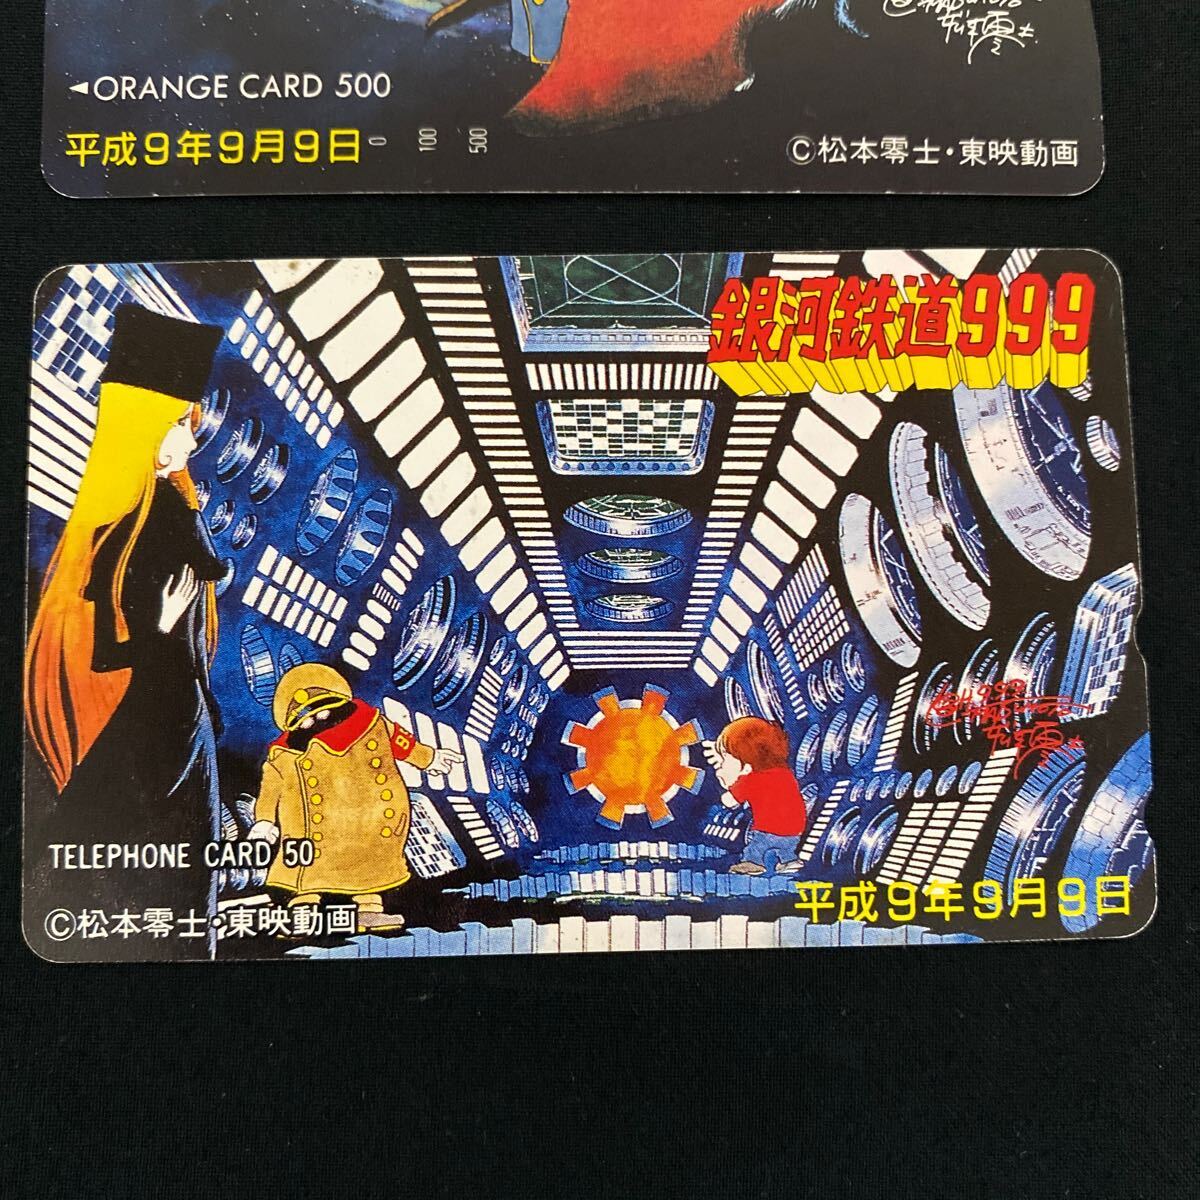 ◄ORANGE CARD 500
平成9年9月9日
0 100 500
©松本零士・東映動画
銀河鉄道999
TELEPHONE CARD 50
©松本零士・東映動画
平成9年9月9日